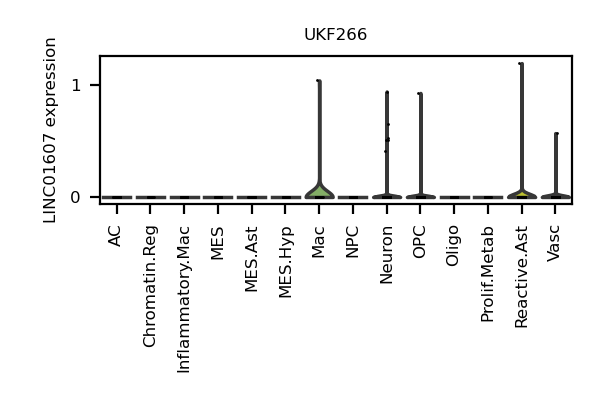 UKF266
LINC01607 expression
1
0
AC
Chromatin.Reg
Inflammatory.Mac
MES
MES.Ast
MES.Hyp
Mac
NPC
Neuron
OPC
Oligo
Prolif.Metab
Reactive.Ast
Vasc